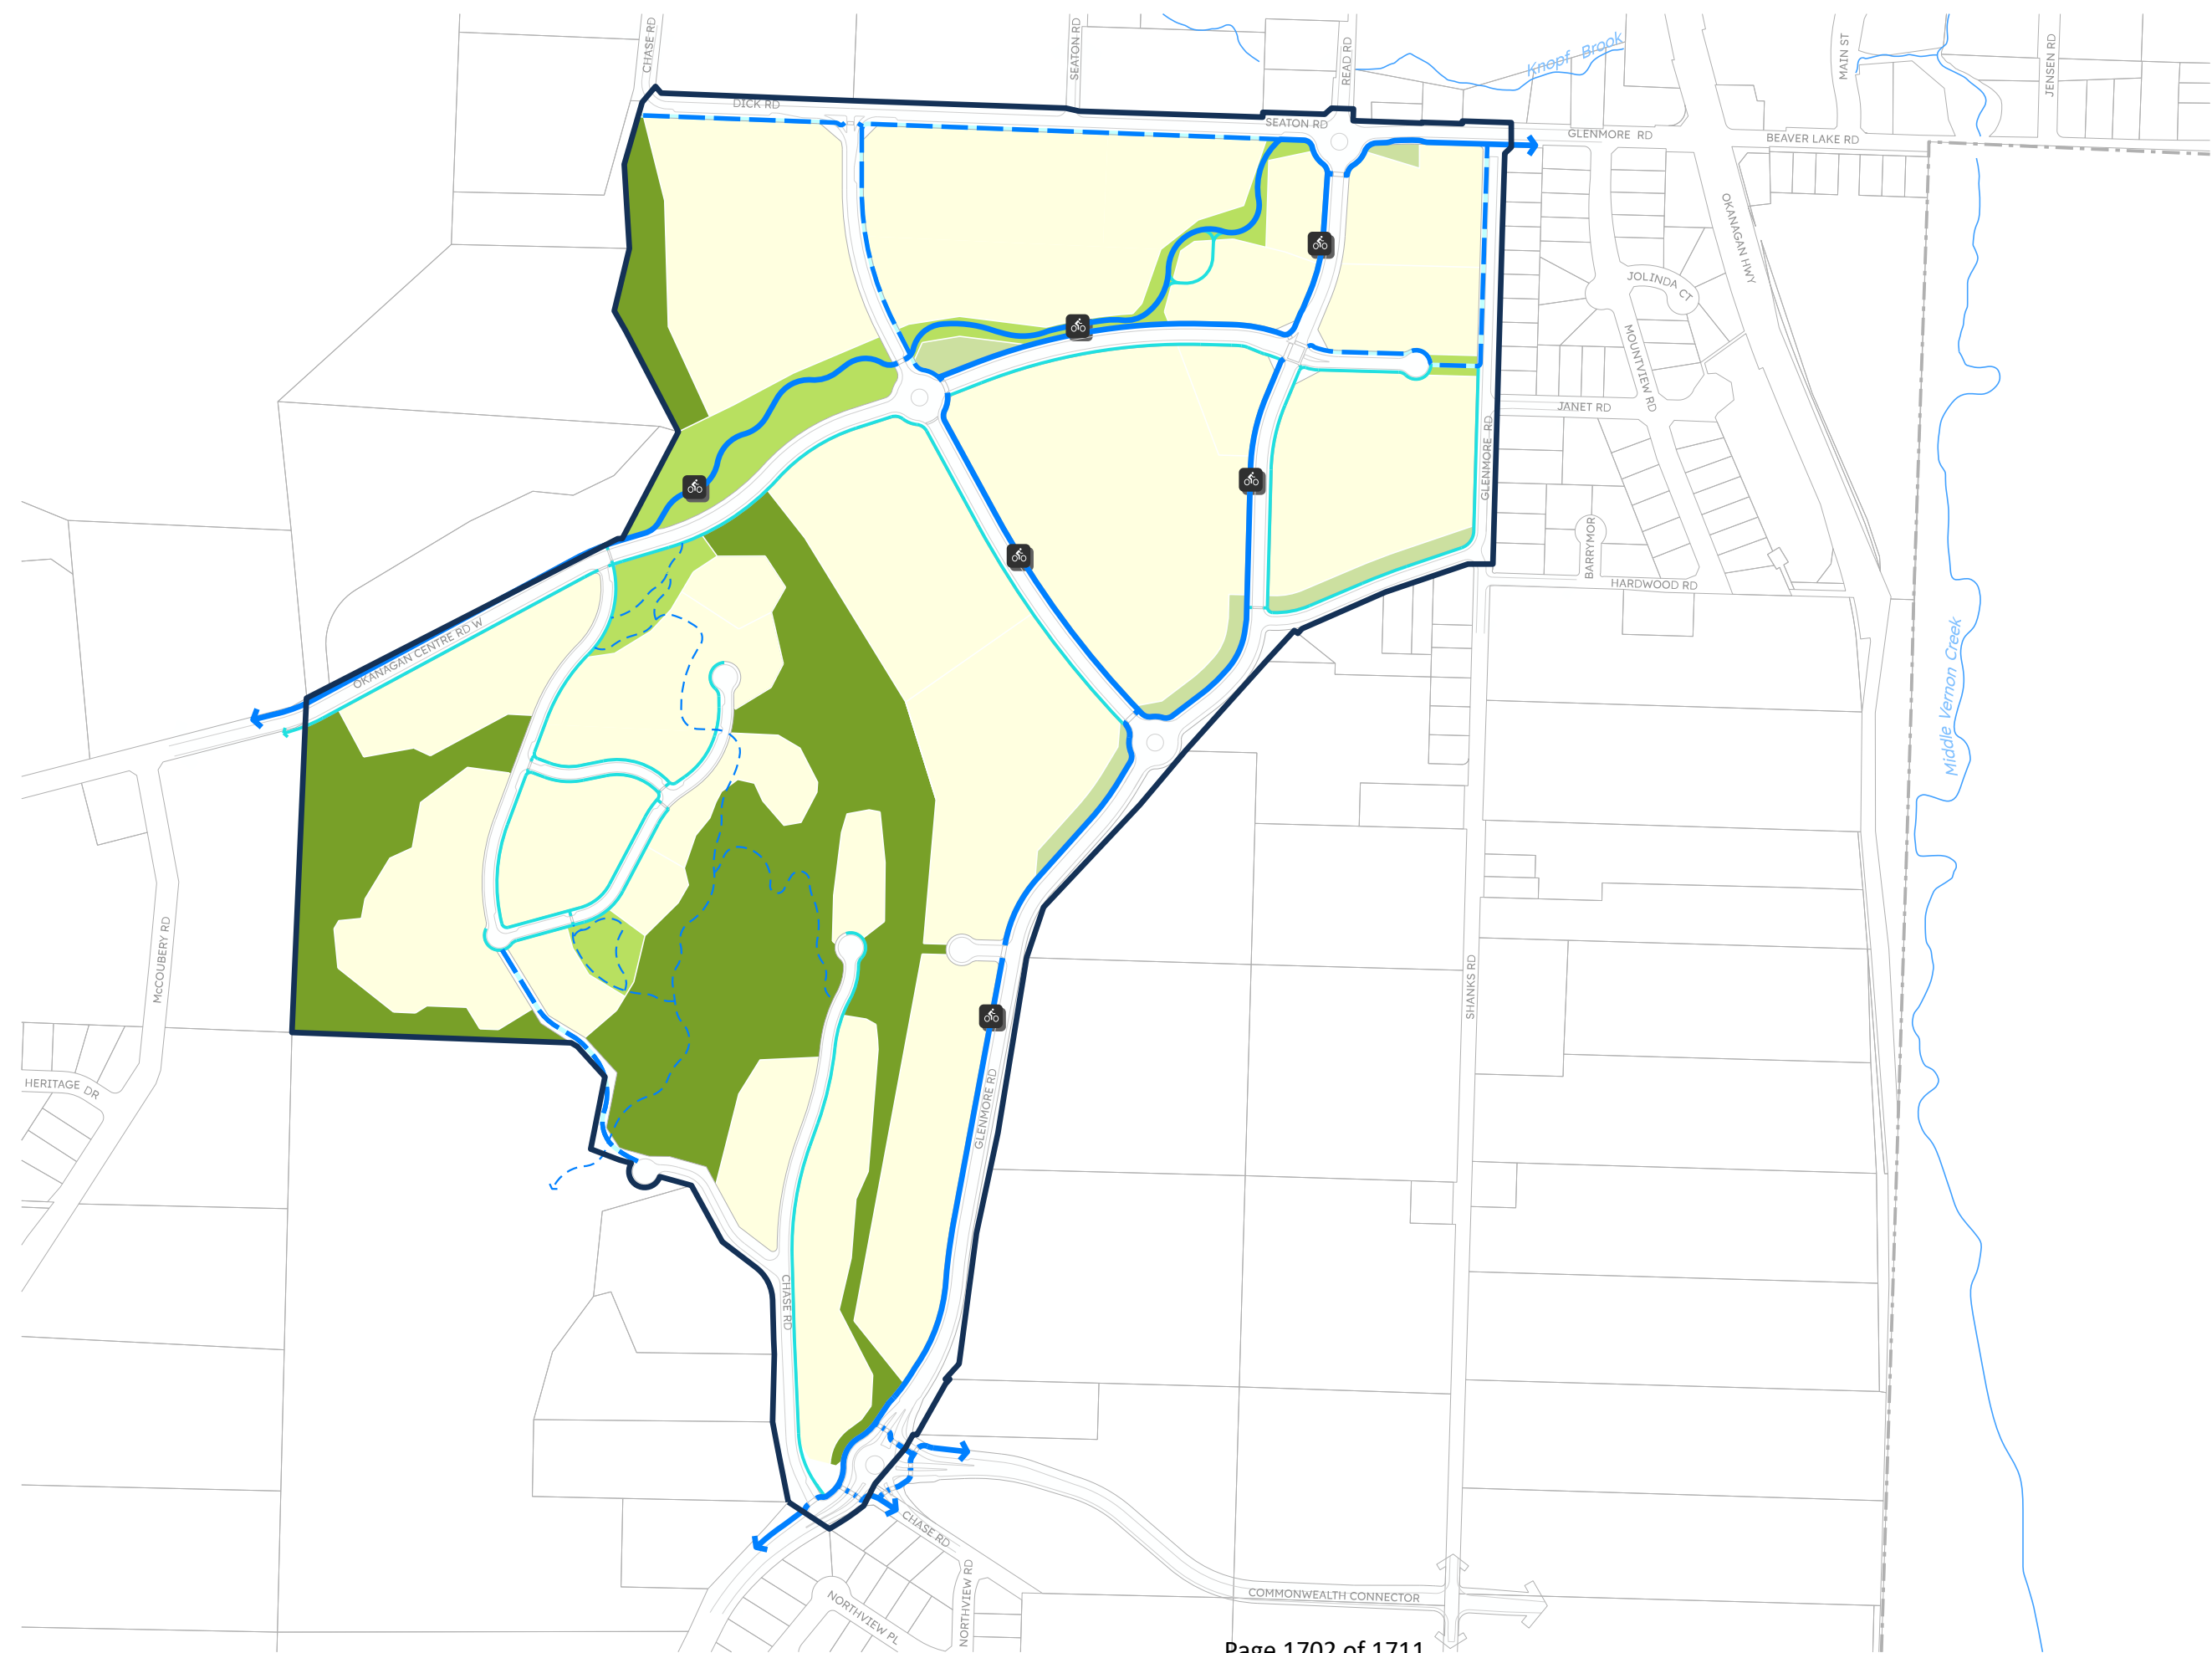 CHASE RD
SEATON RD
READ RD
Knopf Brook
MAIN ST
JENSEN RD
DICK RD
SEATON RD
GLENMORE RD
BEAVER LAKE RD
OKANAGAN HWY
JOLINDA CT
MOUNTVIEW RD
JANET RD
GLENMORE RD
BARRYMOR
HARDWOOD RD
OKANAGAN CENTRE RD W
Middle Vernon Creek
McCOUBERY RD
SHANKS RD
HERITAGE DR
GLENMORE RD
CHASE RD
CHASE RD
NORTHVIEW RD
NORTHVIEW PL
COMMONWEALTH CONNECTOR
Page 1702 of 1711